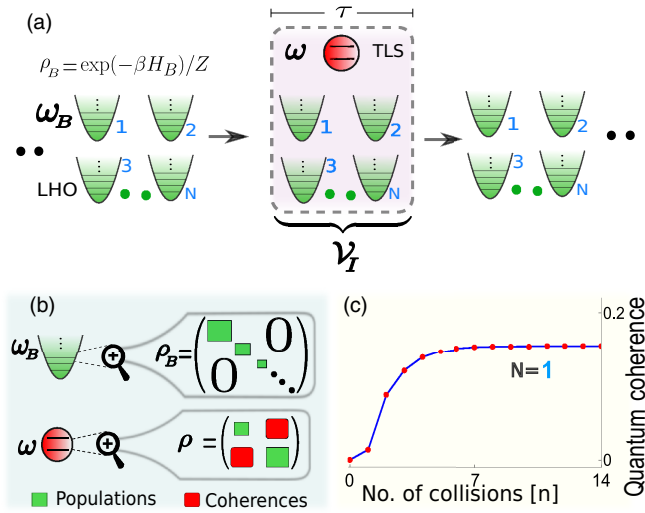 (a)
τ
ρ_B = exp(−βH_B)/Z
ω TLS
ω_B 1 2
1 2
1 2
LHO 3 N
3 N
3 N
𝒱_I
(b)
ω_B
ρ_B = ( 0 0 )
ω
ρ = ( )
Populations Coherences
(c)
0.2
N=1
0
Quantum coherence
0 7 14
No. of collisions [n]